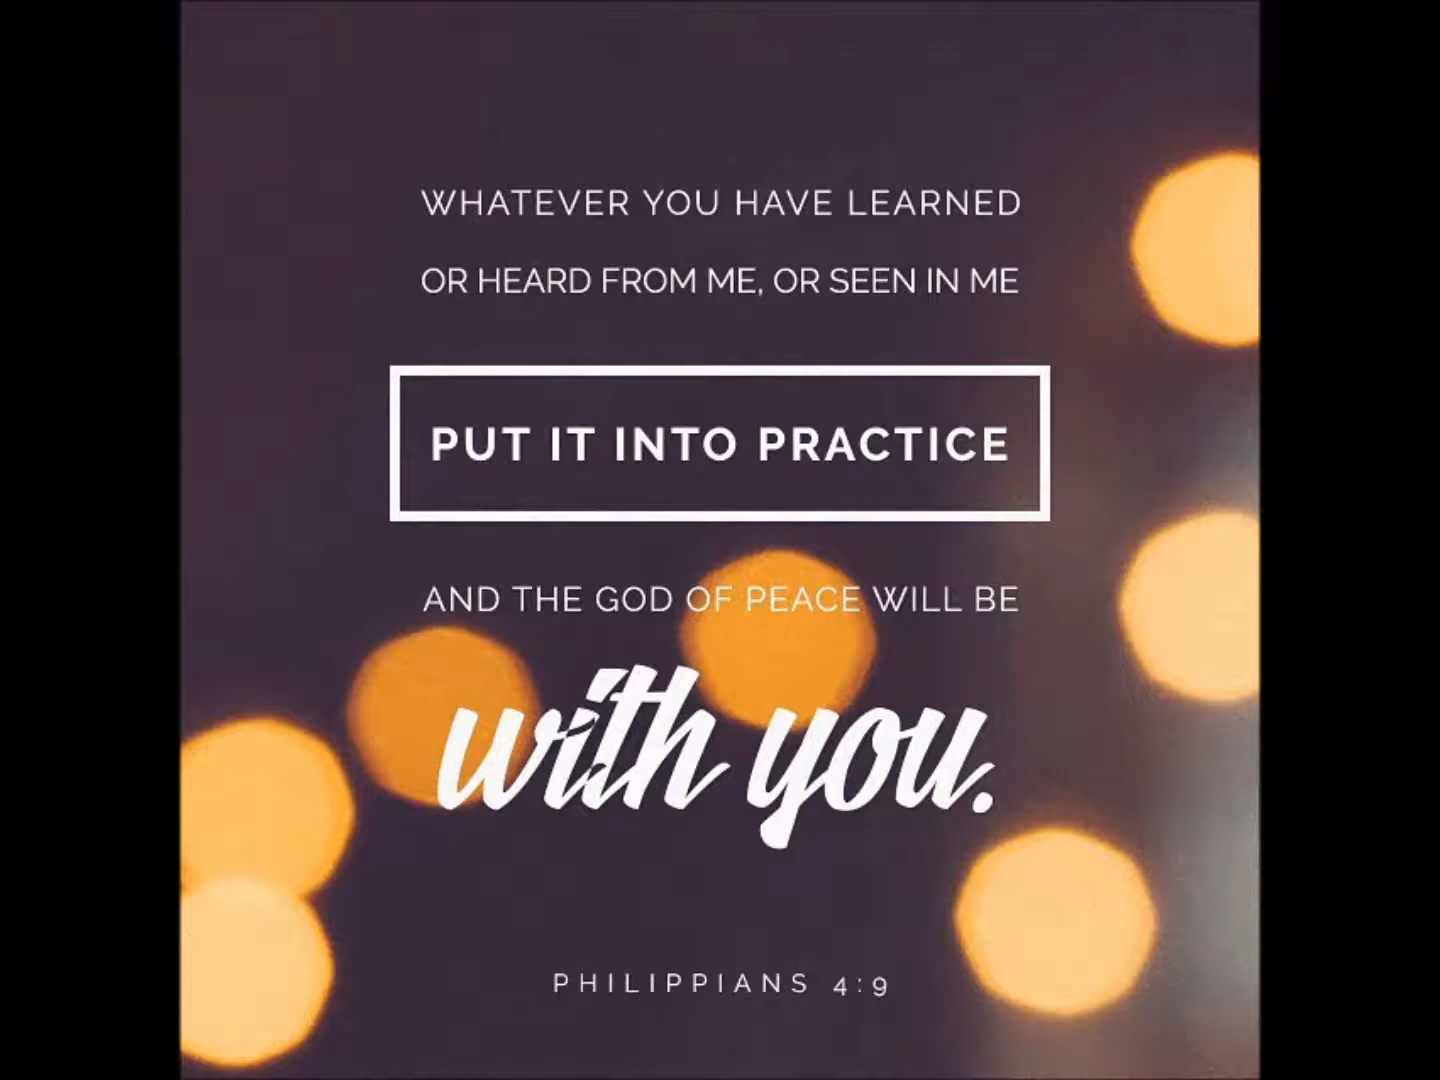 WHATEVER YOU HAVE LEARNED
OR HEARD FROM ME, OR SEEN IN ME
PUT IT INTO PRACTICE
AND THE GOD OF PEACE WILL BE
with you.
PHILIPPIANS 4:9